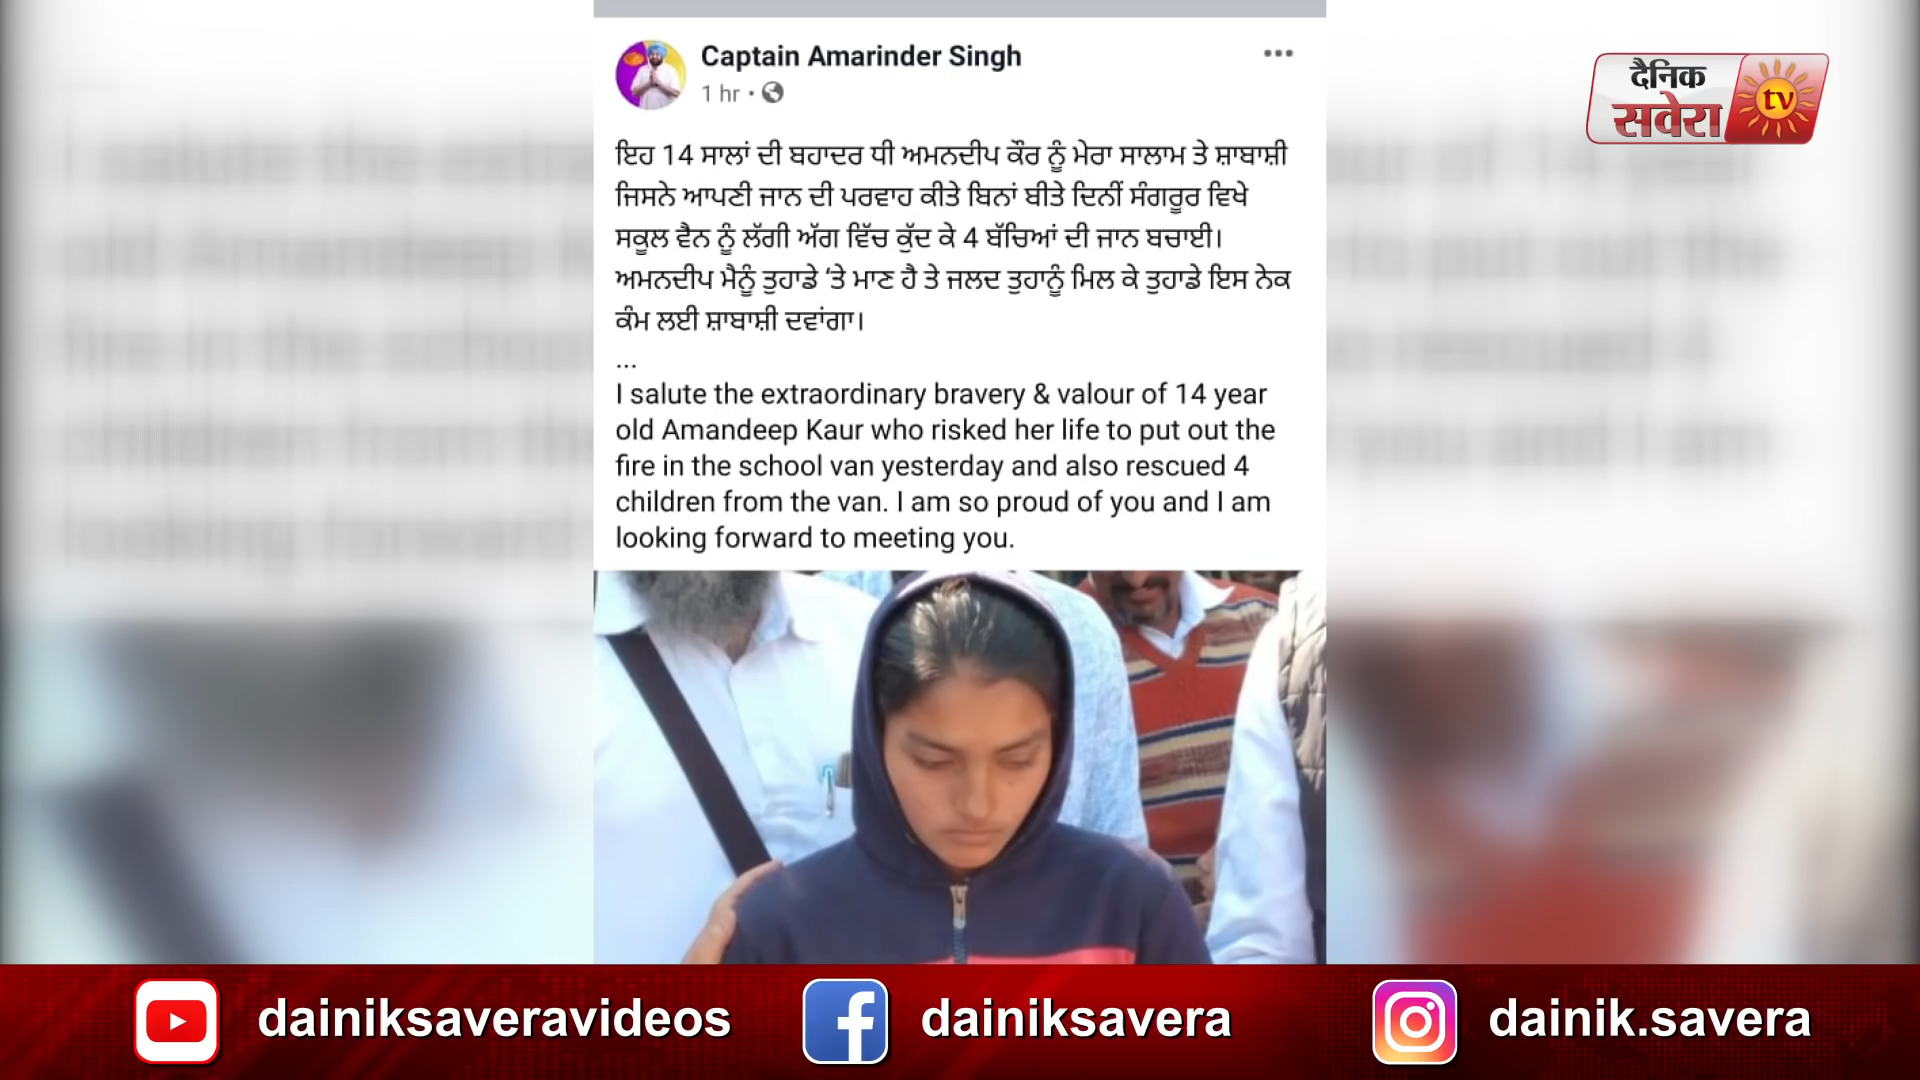 Captain Amarinder Singh
1 hr
ਇਹ 14 ਸਾਲਾਂ ਦੀ ਬਹਾਦਰ ਧੀ ਅਮਨਦੀਪ ਕੌਰ ਨੂੰ ਮੇਰਾ ਸਾਲਾਮ ਤੇ ਸ਼ਾਬਾਸ਼ੀ
ਜਿਸਨੇ ਆਪਣੀ ਜਾਨ ਦੀ ਪਰਵਾਹ ਕੀਤੇ ਬਿਨਾਂ ਬੀਤੇ ਦਿਨੀਂ ਸੰਗਰੂਰ ਵਿਖੇ
ਸਕੂਲ ਵੈਨ ਨੂੰ ਲੱਗੀ ਅੱਗ ਵਿੱਚ ਕੁੱਦ ਕੇ 4 ਬੱਚਿਆਂ ਦੀ ਜਾਨ ਬਚਾਈ।
ਅਮਨਦੀਪ ਮੈਨੂੰ ਤੁਹਾਡੇ ‘ਤੇ ਮਾਣ ਹੈ ਤੇ ਜਲਦ ਤੁਹਾਨੂੰ ਮਿਲ ਕੇ ਤੁਹਾਡੇ ਇਸ ਨੇਕ
ਕੰਮ ਲਈ ਸ਼ਾਬਾਸ਼ੀ ਦਵਾਂਗਾ।
...
I salute the extraordinary bravery & valour of 14 year
old Amandeep Kaur who risked her life to put out the
fire in the school van yesterday and also rescued 4
children from the van. I am so proud of you and I am
looking forward to meeting you.
दैनिक
सवेरा tv
dainiksaveravideos
dainiksavera
dainik.savera